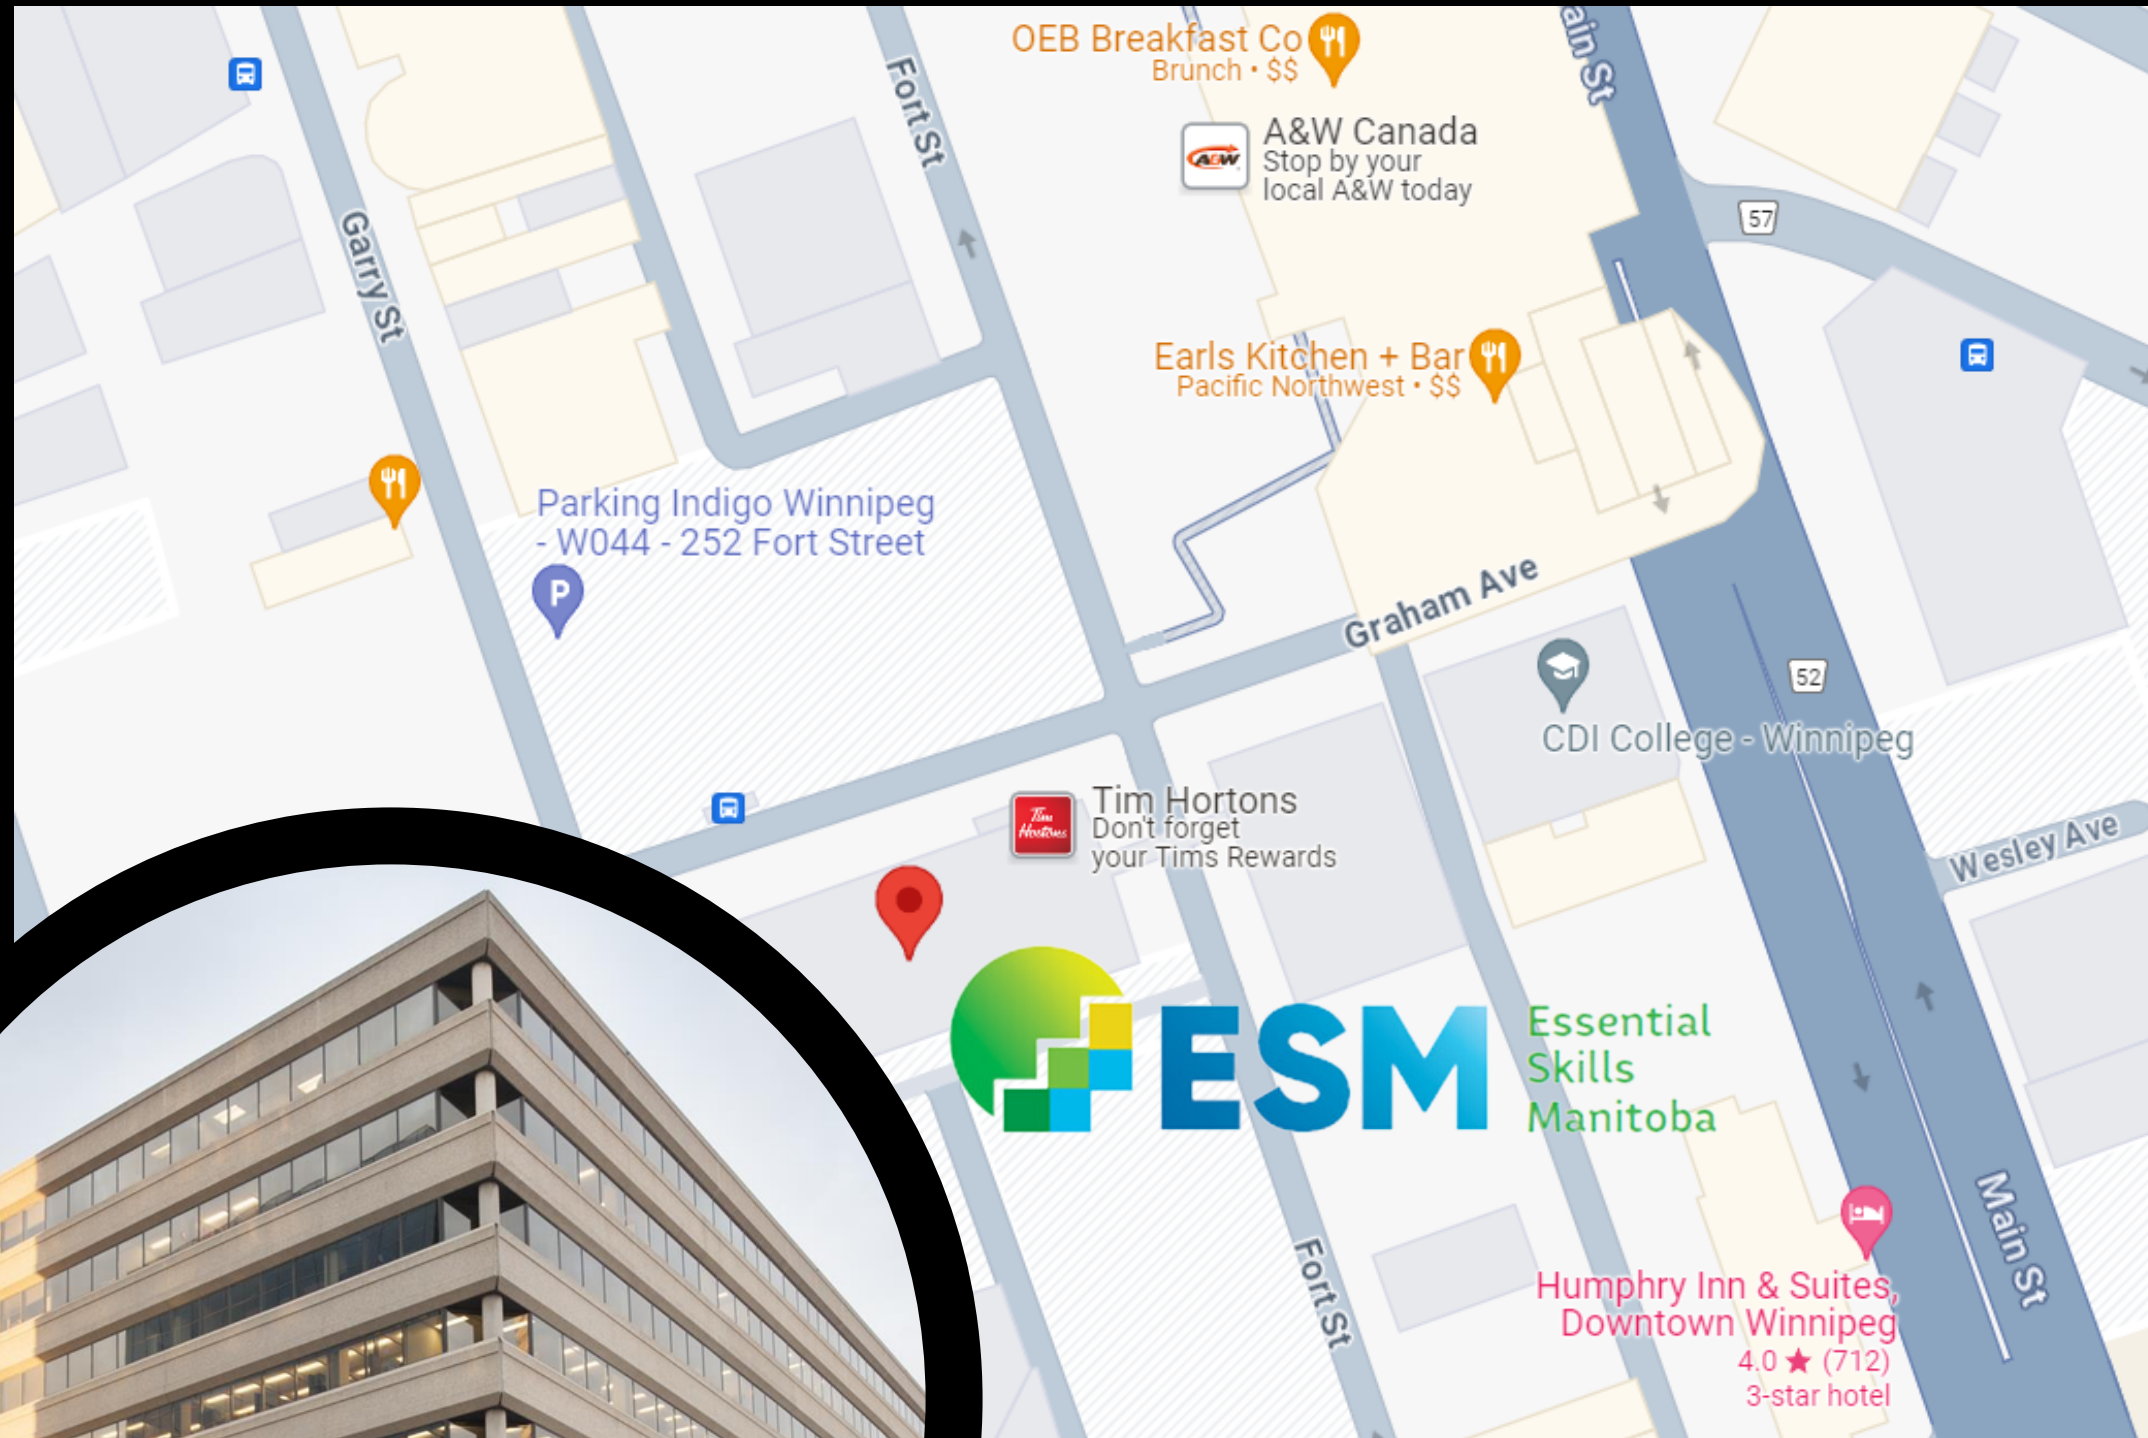 OEB Breakfast Co
Brunch • $$
ain St
Fort St
A&W
A&W Canada
Stop by your
local A&W today
57
Garry St
Earls Kitchen + Bar
Pacific Northwest • $$
Parking Indigo Winnipeg
- W044 - 252 Fort Street
P
Graham Ave
52
CDI College - Winnipeg
Tim
Hortons
Tim Hortons
Don't forget
your Tims Rewards
Wesley Ave
ESM
Essential
Skills
Manitoba
Main St
Fort St
Humphry Inn & Suites,
Downtown Winnipeg
4.0 ★ (712)
3-star hotel